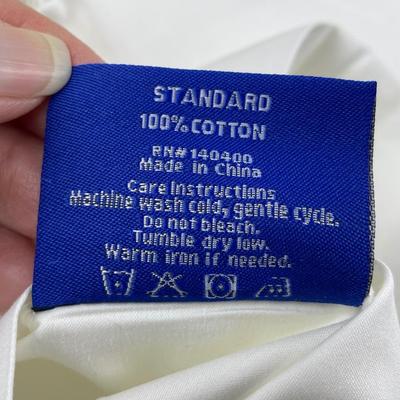 STANDARD
100% COTTON
RN# 140400
Made in China
Care Instructions
Machine wash cold, gentle cycle.
Do not bleach.
Tumble dry low.
Warm iron if needed.